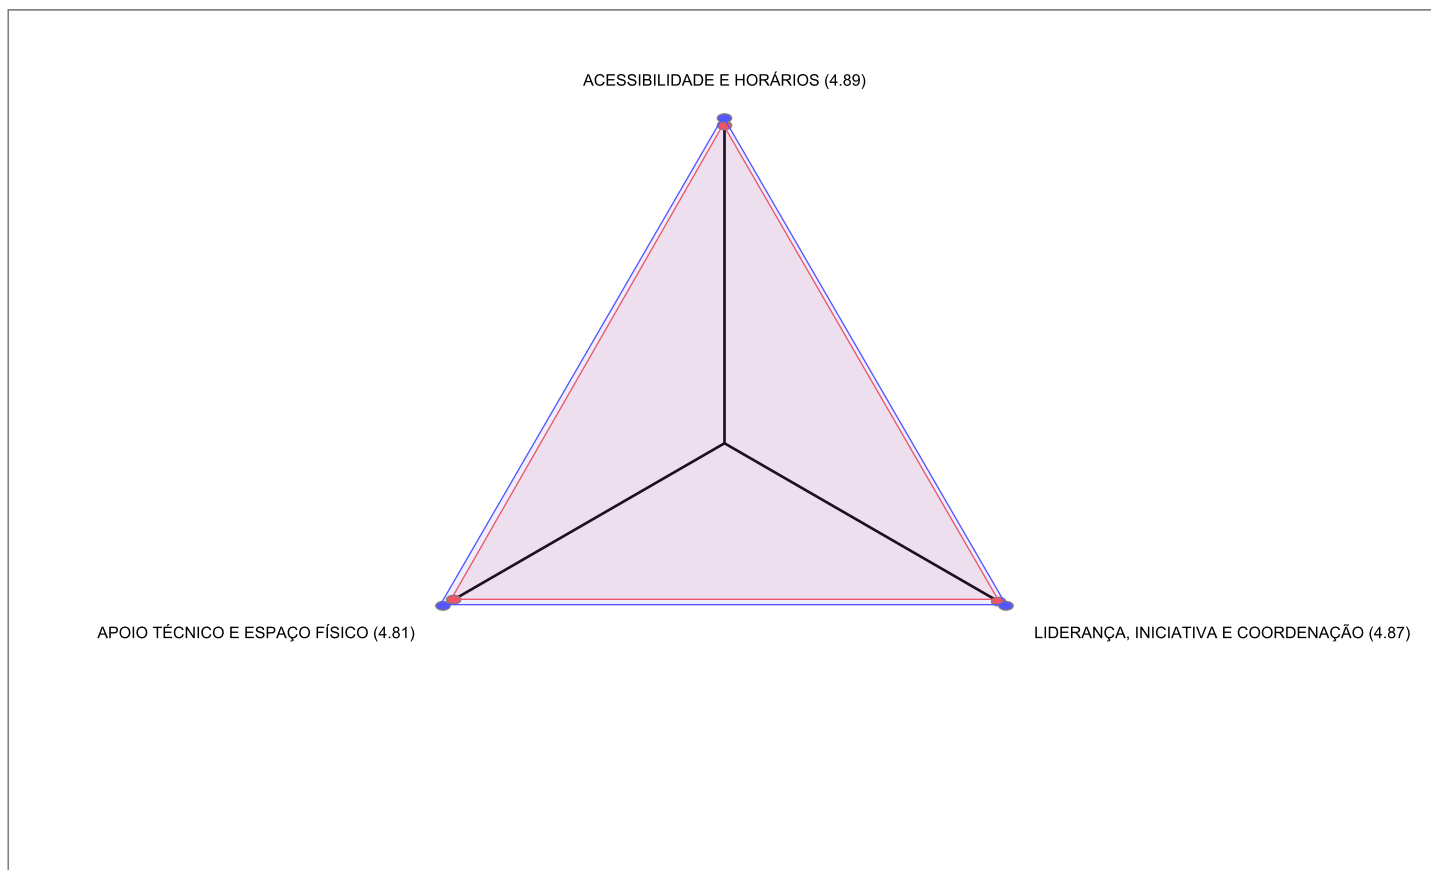 ACESSIBILIDADE E HORÁRIOS (4.89)
APOIO TÉCNICO E ESPAÇO FÍSICO (4.81)
LIDERANÇA, INICIATIVA E COORDENAÇÃO (4.87)